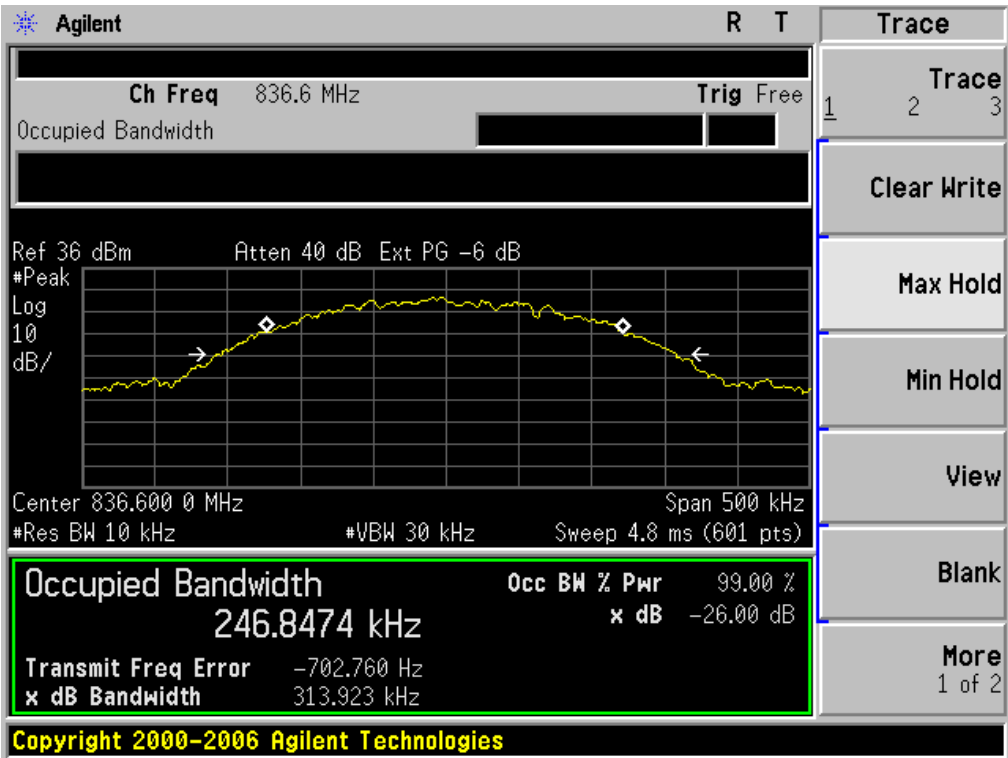 Agilent R T
Ch Freq 836.6 MHz Trig Free
Occupied Bandwidth
Ref 36 dBm Atten 40 dB Ext PG -6 dB
#Peak
Log
10
dB/
Center 836.600 0 MHz Span 500 kHz
#Res BW 10 kHz #VBW 30 kHz Sweep 4.8 ms (601 pts)
Occupied Bandwidth Occ BW % Pwr 99.00 %
246.8474 kHz x dB -26.00 dB
Transmit Freq Error -702.760 Hz
x dB Bandwidth 313.923 kHz
Copyright 2000-2006 Agilent Technologies
Trace
Trace
1 2 3
Clear Write
Max Hold
Min Hold
View
Blank
More
1 of 2